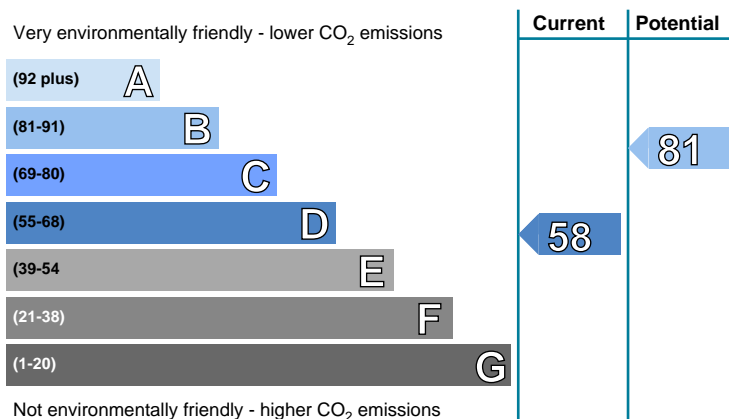 Current Potential
Very environmentally friendly - lower CO2 emissions
(92 plus) A
(81-91) B
81
(69-80) C
(55-68) D
58
(39-54 E
(21-38) F
(1-20) G
Not environmentally friendly - higher CO2 emissions